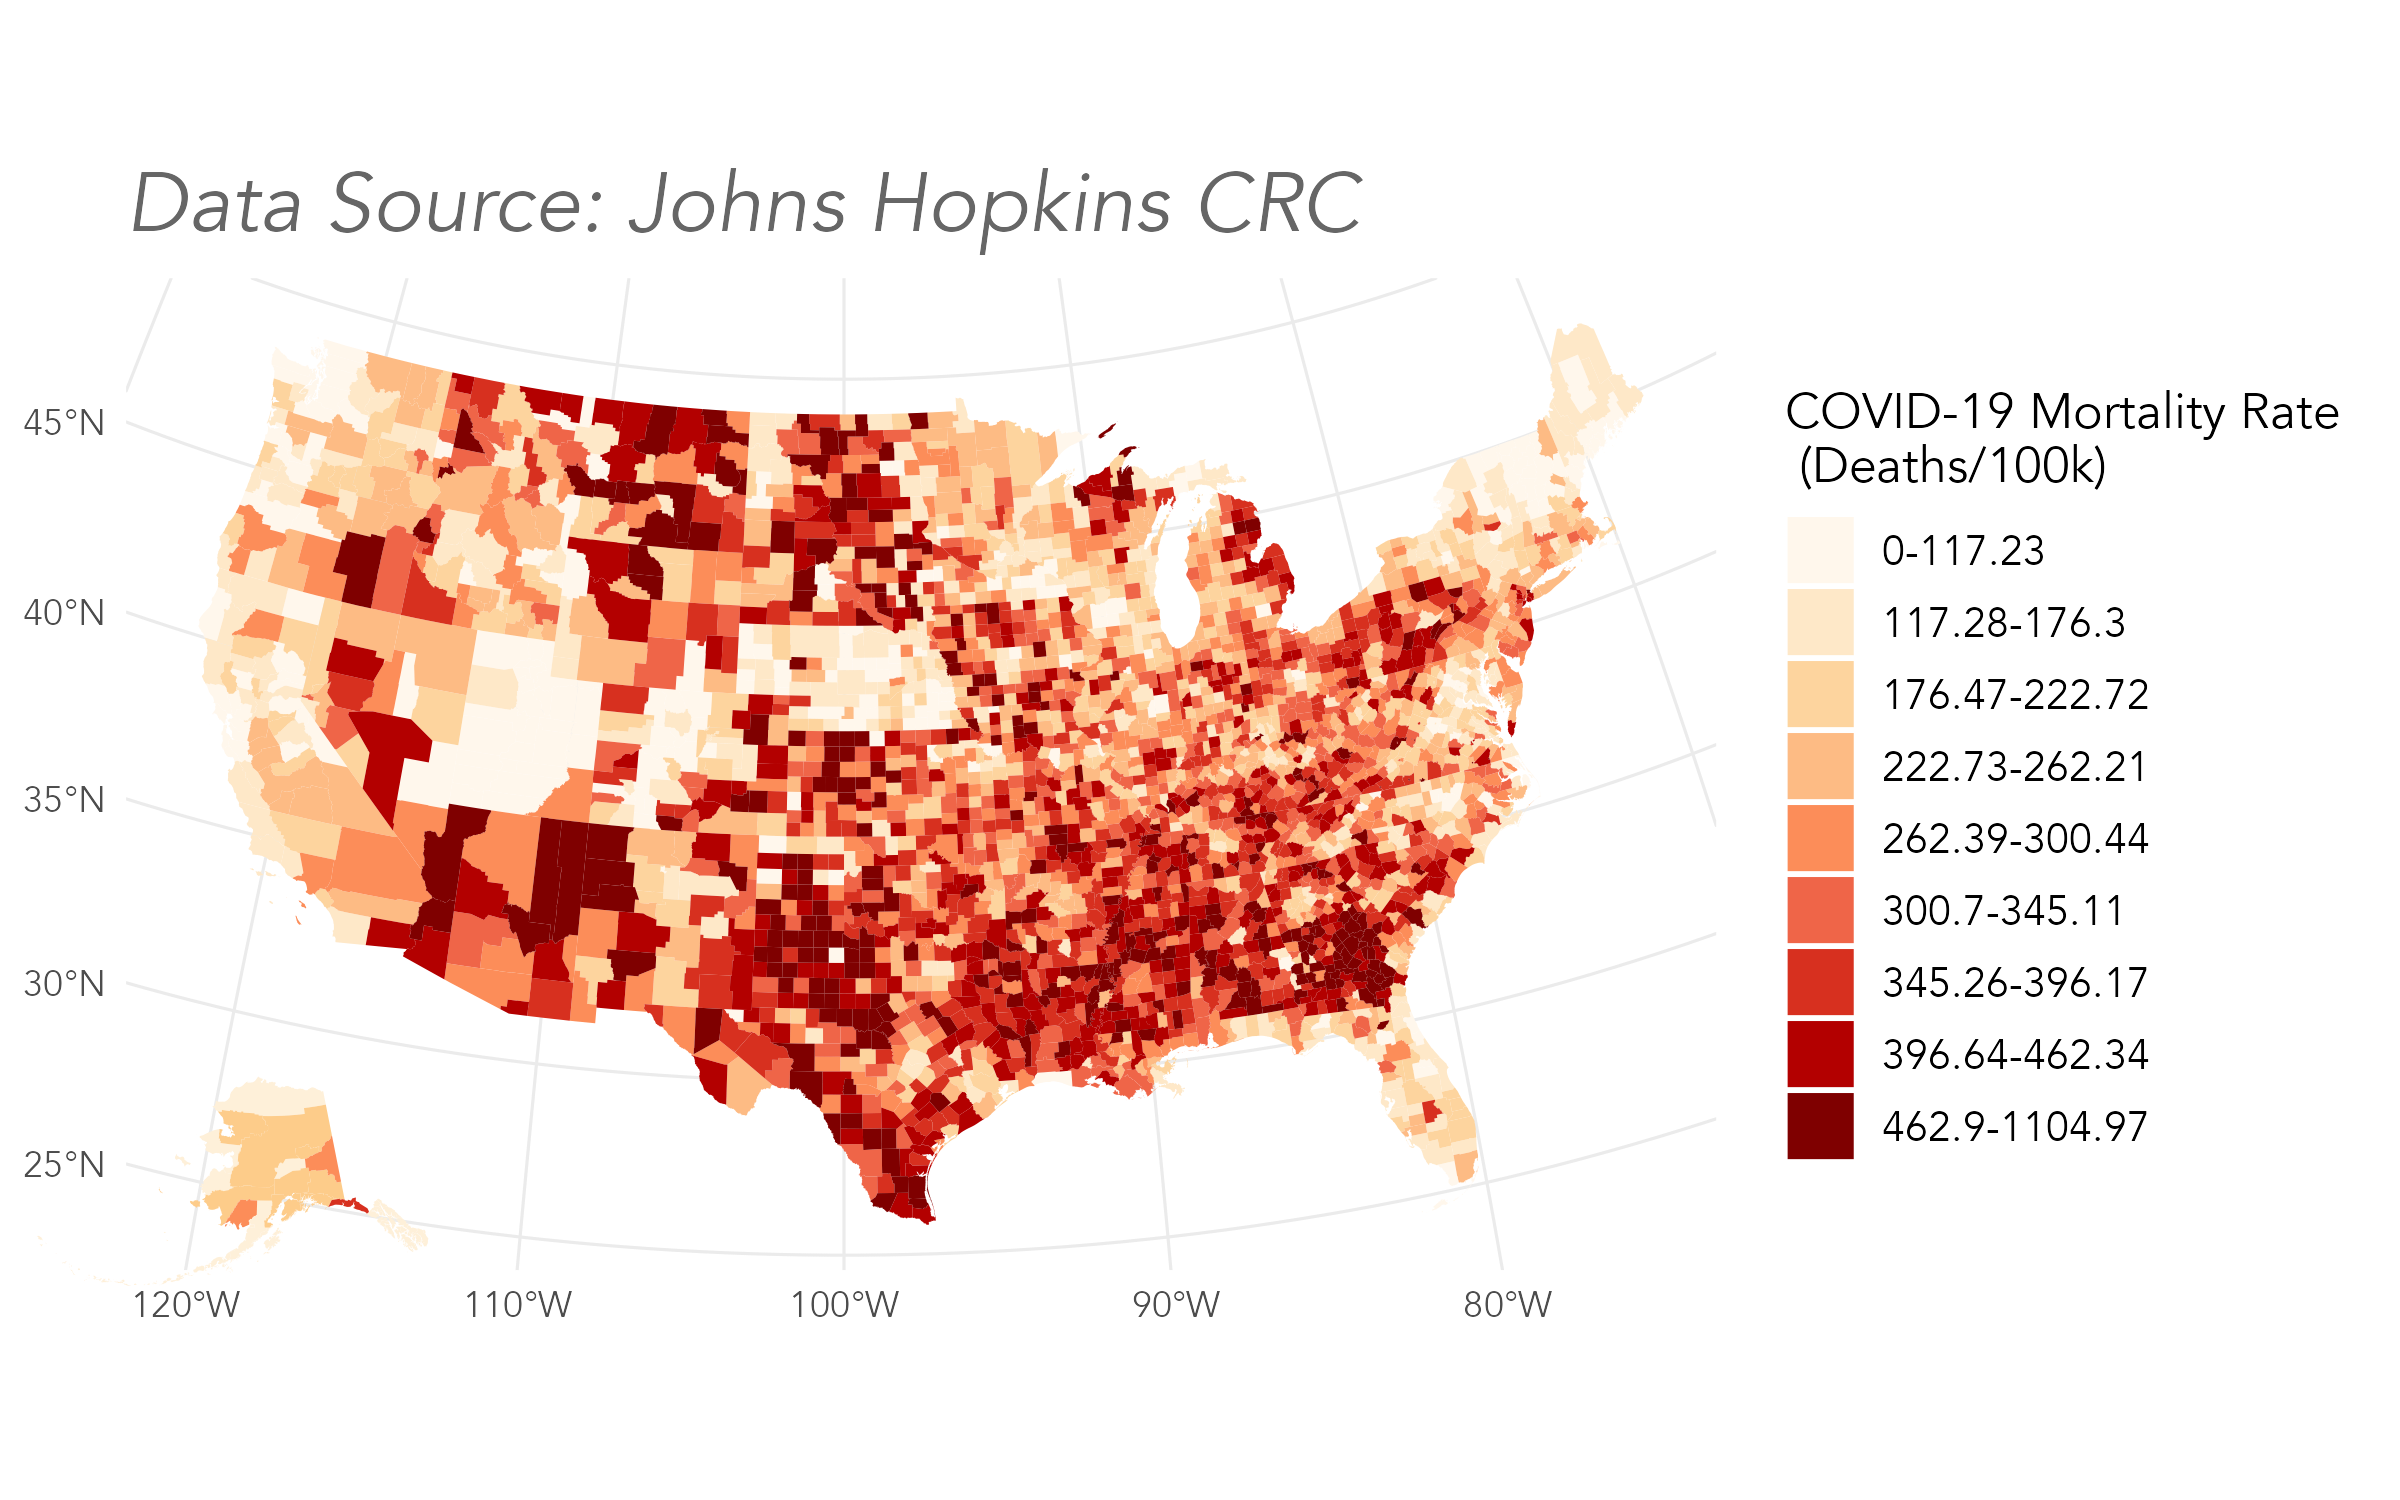 Data Source: Johns Hopkins CRC
45°N
40°N
35°N
30°N
25°N
120°W
110°W
100°W
90°W
80°W
COVID-19 Mortality Rate
(Deaths/100k)
0-117.23
117.28-176.3
176.47-222.72
222.73-262.21
262.39-300.44
300.7-345.11
345.26-396.17
396.64-462.34
462.9-1104.97